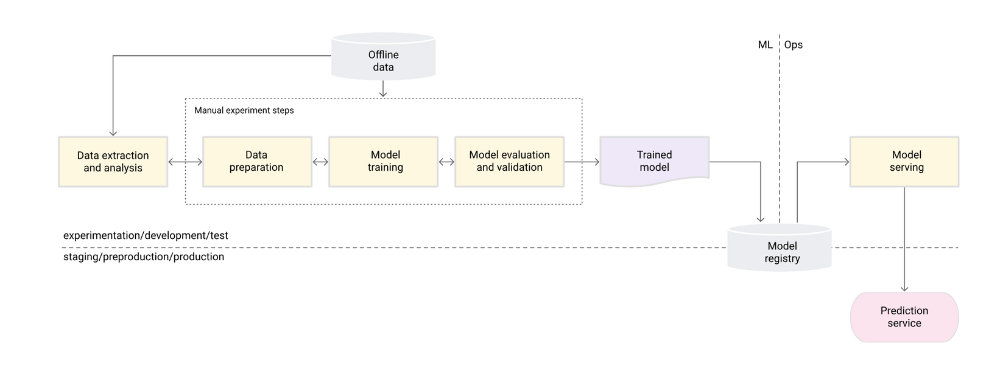 Offline
data
ML
Ops
Manual experiment steps
Data extraction
and analysis
Data
preparation
Model
training
Model evaluation
and validation
Trained
model
Model
serving
experimentation/development/test
staging/preproduction/production
Model
registry
Prediction
service